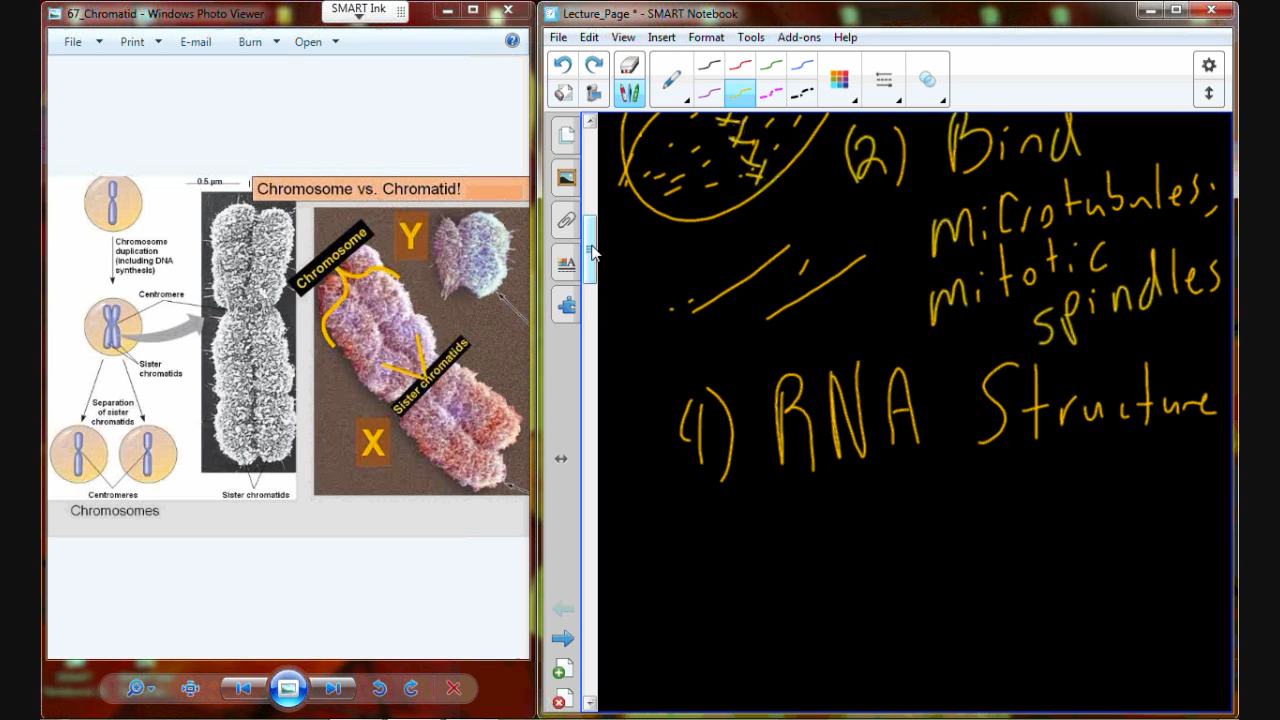 67_Chromatid - Windows Photo Viewer
SMART Ink
File Print E-mail Burn Open
0.5 µm
Chromosome vs. Chromatid!
Chromosome
duplication
(including DNA
synthesis)
Centromere
Sister
chromatids
Separation
of sister
chromatids
Centromeres
Sister chromatids
Chromosome
Y
Sister chromatids
X
Chromosomes
Lecture_Page * - SMART Notebook
File Edit View Insert Format Tools Add-ons Help
(2) Bind
microtubules;
mitotic
spindles
(1) RNA Structure